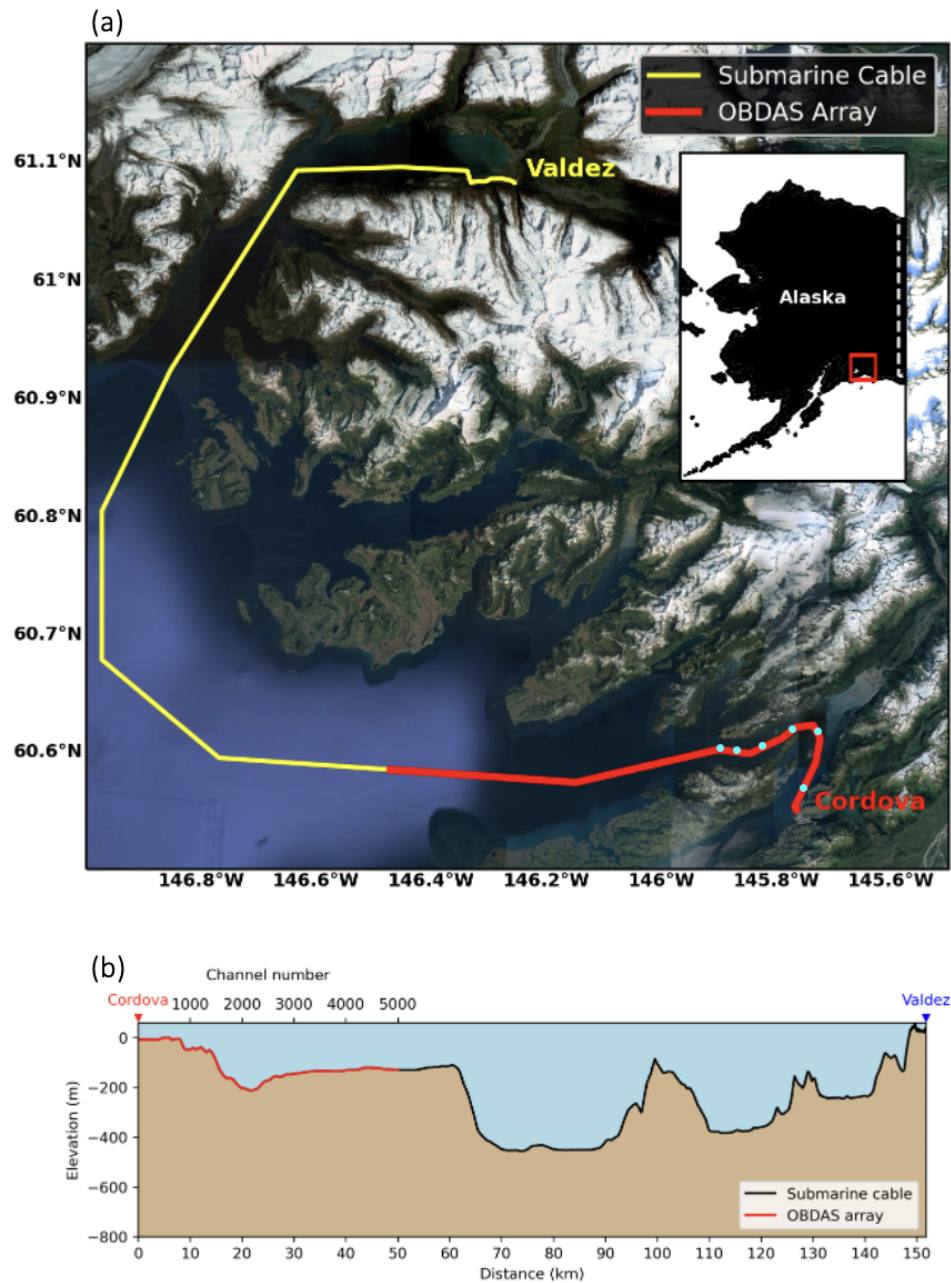 (a)
Submarine Cable
OBDAS Array
61.1°N
Valdez
61°N
Alaska
60.9°N
60.8°N
60.7°N
60.6°N
Cordova
146.8°W 146.6°W 146.4°W 146.2°W 146°W 145.8°W 145.6°W
(b)
Channel number
Cordova 1000 2000 3000 4000 5000 Valdez
0
−200
−400
−600
−800
Elevation (m)
Submarine cable
OBDAS array
0 10 20 30 40 50 60 70 80 90 100 110 120 130 140 150
Distance (km)